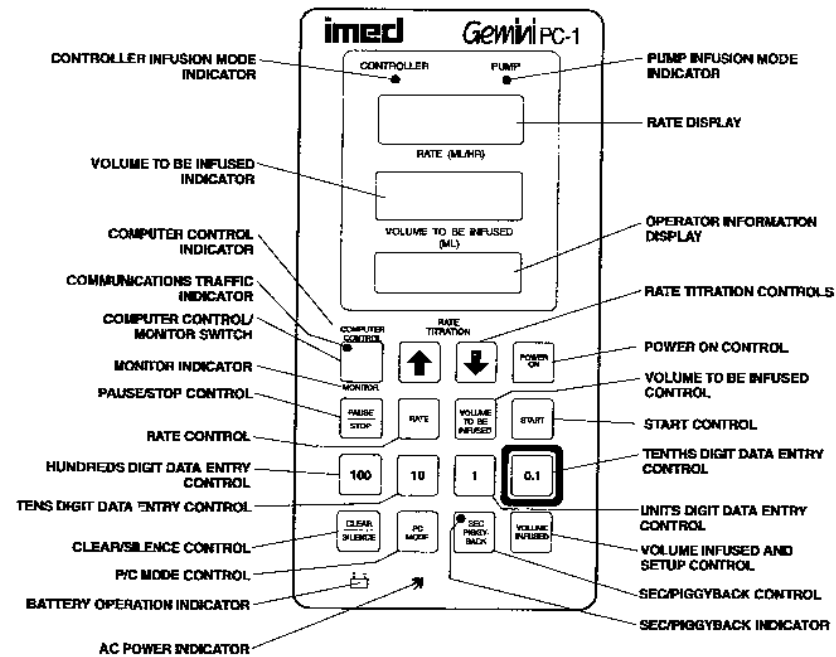 imed Gemini PC-1
CONTROLLER PUMP
RATE (ML/HR)
VOLUME TO BE INFUSED
(ML)
COMPUTER
CONTROL
RATE
TITRATION
POWER
ON
MONITOR
PAUSE
STOP
RATE
VOLUME
TO BE
INFUSED
START
100 10 1 0.1
CLEAR
SILENCE
PC
MODE
SEC
PIGGY-
BACK
VOLUME
INFUSED
CONTROLLER INFUSION MODE
INDICATOR
VOLUME TO BE INFUSED
INDICATOR
COMPUTER CONTROL
INDICATOR
COMMUNICATIONS TRAFFIC
INDICATOR
COMPUTER CONTROL/
MONITOR SWITCH
MONITOR INDICATOR
PAUSE/STOP CONTROL
RATE CONTROL
HUNDREDS DIGIT DATA ENTRY
CONTROL
TENS DIGIT DATA ENTRY CONTROL
CLEAR/SILENCE CONTROL
P/C MODE CONTROL
BATTERY OPERATION INDICATOR
AC POWER INDICATOR
PUMP INFUSION MODE
INDICATOR
RATE DISPLAY
OPERATOR INFORMATION
DISPLAY
RATE TITRATION CONTROLS
POWER ON CONTROL
VOLUME TO BE INFUSED
CONTROL
START CONTROL
TENTHS DIGIT DATA ENTRY
CONTROL
UNITS DIGIT DATA ENTRY
CONTROL
VOLUME INFUSED AND
SETUP CONTROL
SEC/PIGGYBACK CONTROL
SEC/PIGGYBACK INDICATOR